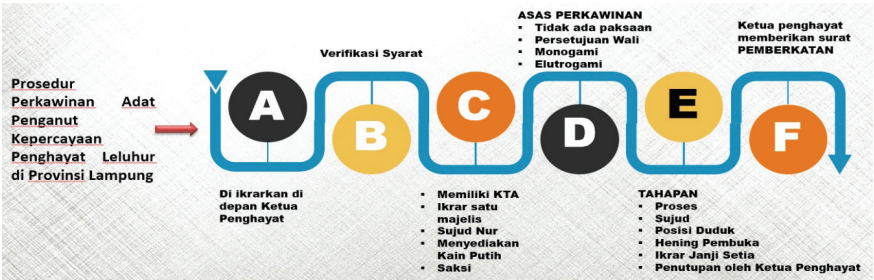 Prosedur
Perkawinan Adat
Penganut
Kepercayaan
Penghayat Leluhur
di Provinsi Lampung
A
Di ikrarkan di
depan Ketua
Penghayat
Verifikasi Syarat
B
C
Memiliki KTA
Ikrar satu
majelis
Sujud Nur
Menyediakan
Kain Putih
Saksi
ASAS PERKAWINAN
Tidak ada paksaan
Persetujuan Wali
Monogami
Elutrogami
D
E
TAHAPAN
Proses
Sujud
Posisi Duduk
Hening Pembuka
Ikrar Janji Setia
Penutupan oleh Ketua Penghayat
Ketua penghayat
memberikan surat
PEMBERKATAN
F